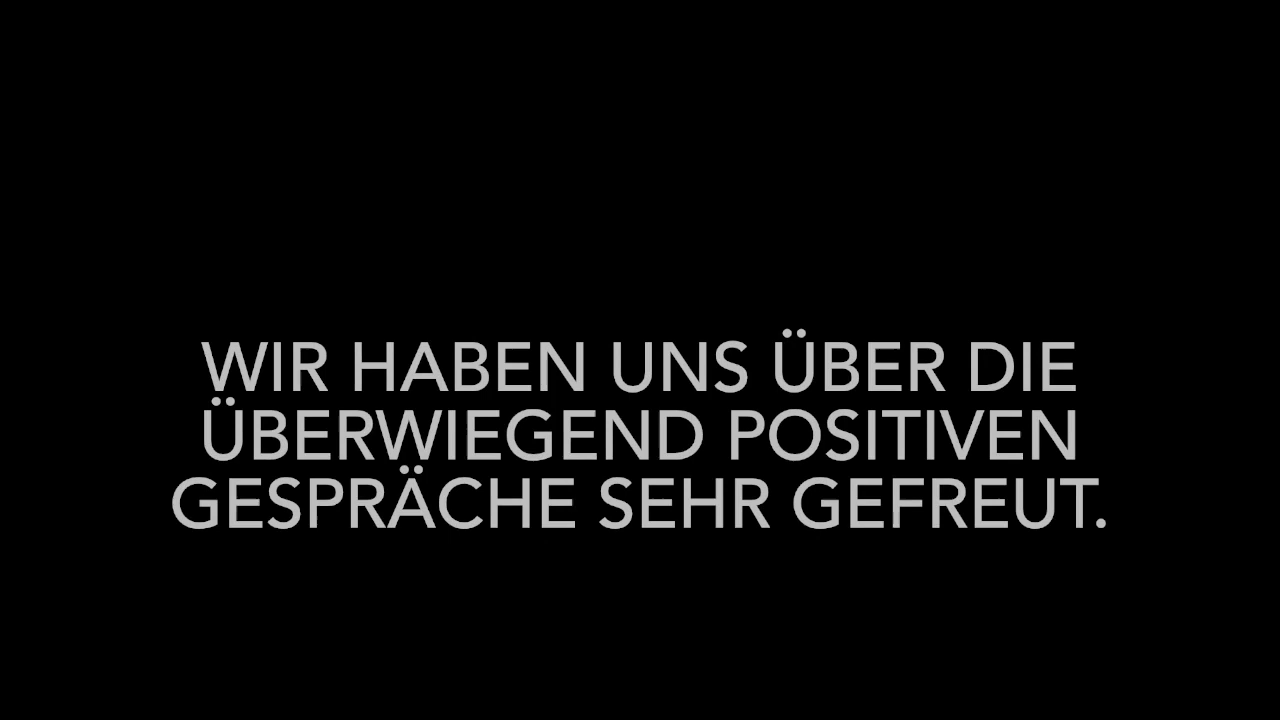 WIR HABEN UNS ÜBER DIE
ÜBERWIEGEND POSITIVEN
GESPRÄCHE SEHR GEFREUT.